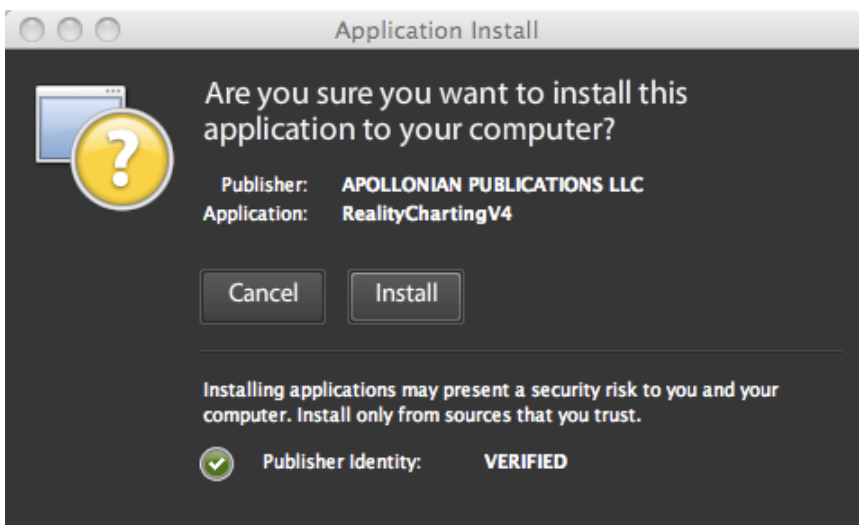 Application Install
Are you sure you want to install this
application to your computer?
Publisher: APOLLONIAN PUBLICATIONS LLC
Application: RealityChartingV4
Cancel Install
Installing applications may present a security risk to you and your
computer. Install only from sources that you trust.
Publisher Identity: VERIFIED